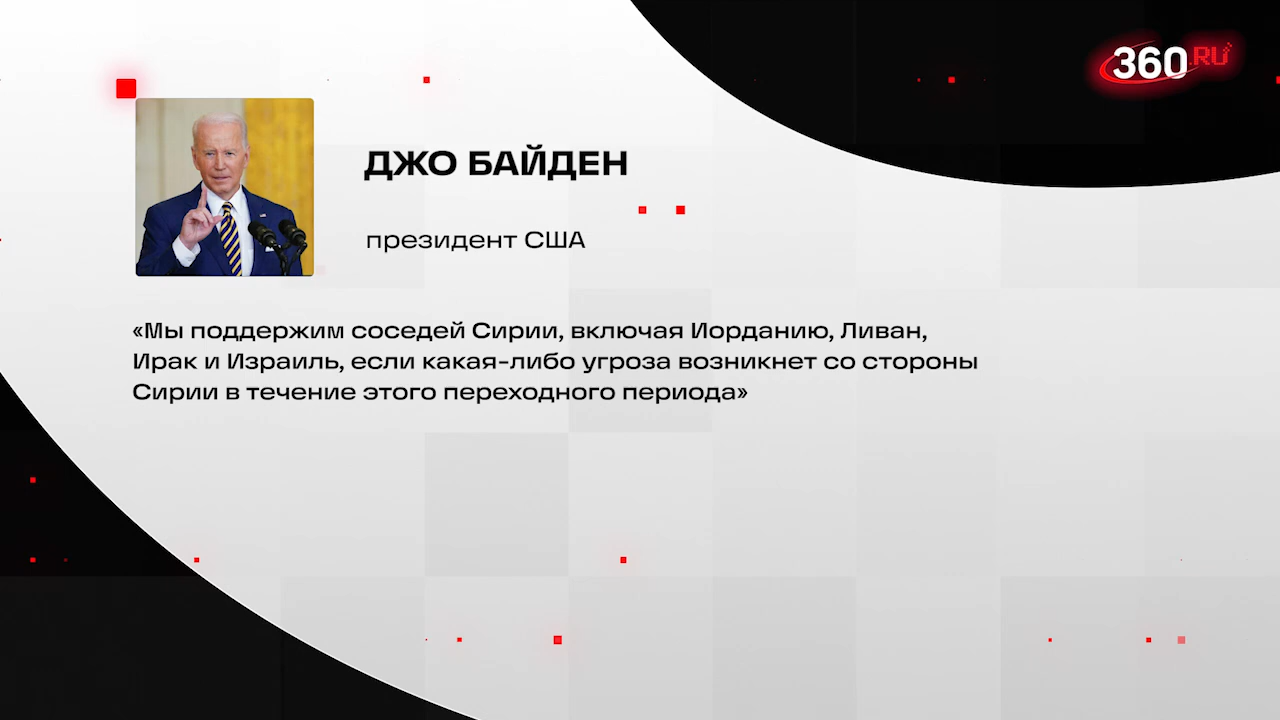 360.RU
ДЖО БАЙДЕН
президент США
«Мы поддержим соседей Сирии, включая Иорданию, Ливан,
Ирак и Израиль, если какая-либо угроза возникнет со стороны
Сирии в течение этого переходного периода»